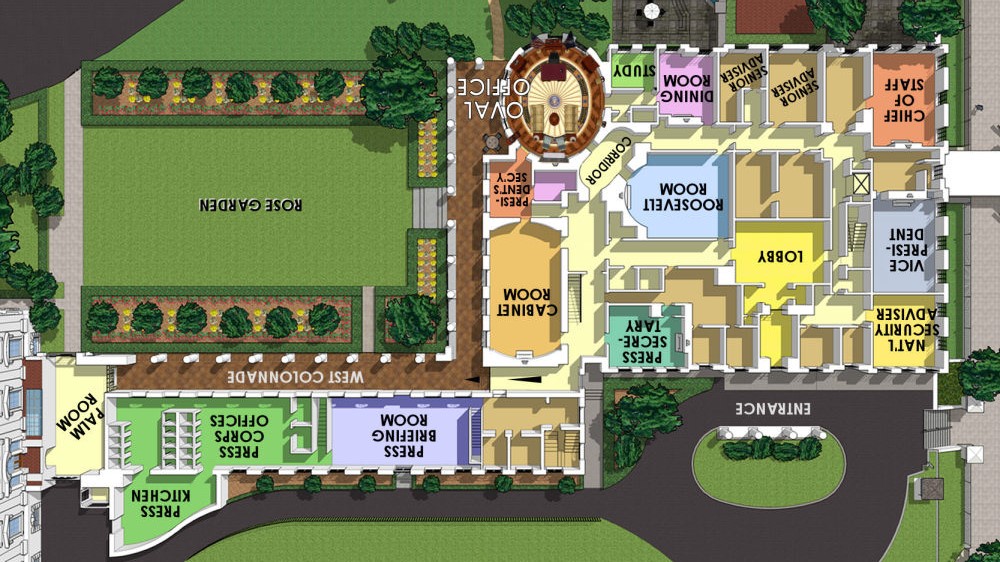 ENTRANCE
PRESS
BRIEFING
ROOM
PRESS
CORPS
OFFICES
PRESS
KITCHEN
PALM
ROOM
WEST COLONNADE
NAT'L
SECURITY
ADVISER
PRESS
SECRE-
TARY
CABINET
ROOM
VICE
PRESI-
DENT
LOBBY
ROOSEVELT
ROOM
CORRIDOR
PRESI-
DENT'S
SEC'Y
ROSE GARDEN
CHIEF
OF
STAFF
SENIOR
ADVISER
SENIOR
ADVISER
DINING
ROOM
STUDY
OVAL
OFFICE